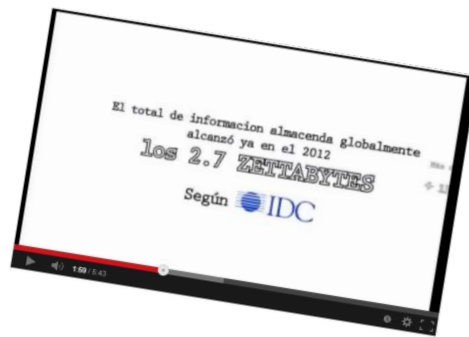 El total de informacion almacenda globalmente
alcanzó ya en el 2012
los 2.7 ZETTABYTES
Según IDC
1:59 / 5:43